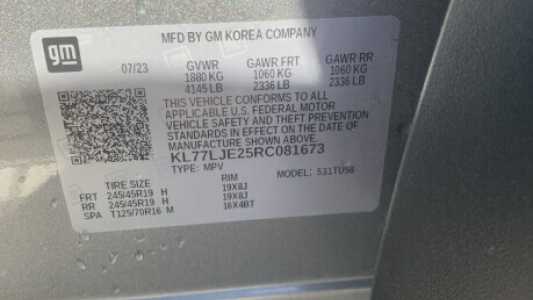 gm
MFD BY GM KOREA COMPANY
07/23 GVWR GAWR FRT GAWR RR
1880 KG 1060 KG 1060 KG
4145 LB 2336 LB 2336 LB
THIS VEHICLE CONFORMS TO ALL
APPLICABLE U.S. FEDERAL MOTOR
VEHICLE SAFETY AND THEFT PREVENTION
STANDARDS IN EFFECT ON THE DATE OF
MANUFACTURE SHOWN ABOVE.
KL77LJE25RC081673
TYPE: MPV MODEL: 531TU58
TIRE SIZE RIM
FRT 245/45R19 H 19X8J
RR 245/45R19 H 19X8J
SPA T125/70R16 M 16X4BT